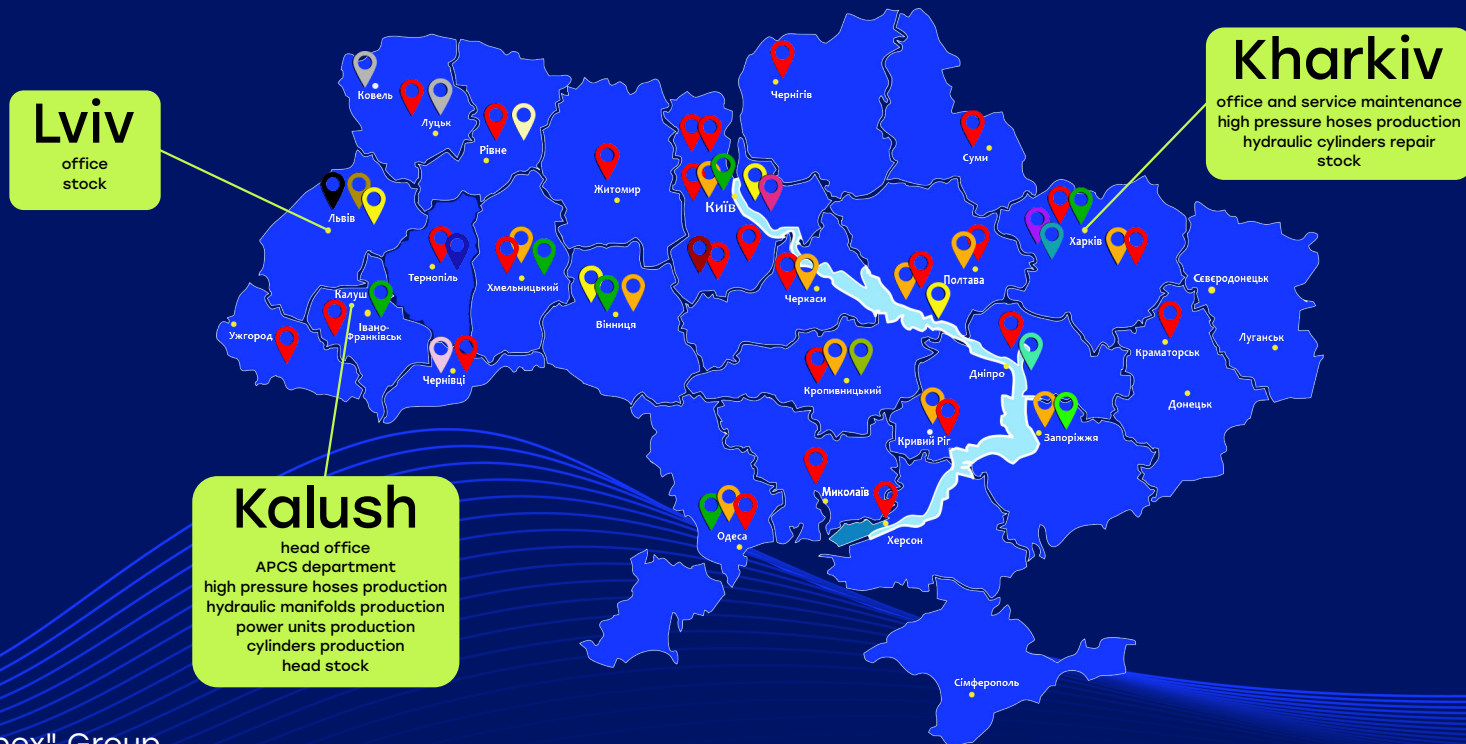 Lviv
office
stock
Kharkiv
office and service maintenance
high pressure hoses production
hydraulic cylinders repair
stock
Kalush
head office
APCS department
high pressure hoses production
hydraulic manifolds production
power units production
cylinders production
head stock
Ковель
Луцьк
Рівне
Житомир
Чернігів
Суми
Київ
Львів
Тернопіль
Хмельницький
Вінниця
Черкаси
Полтава
Харків
Сєвєродонецьк
Луганськ
Краматорськ
Донецьк
Калуш
Івано-
Франківськ
Ужгород
Чернівці
Кропивницький
Дніпро
Кривий Ріг
Запоріжжя
Миколаїв
Херсон
Одеса
Сімферополь
Group